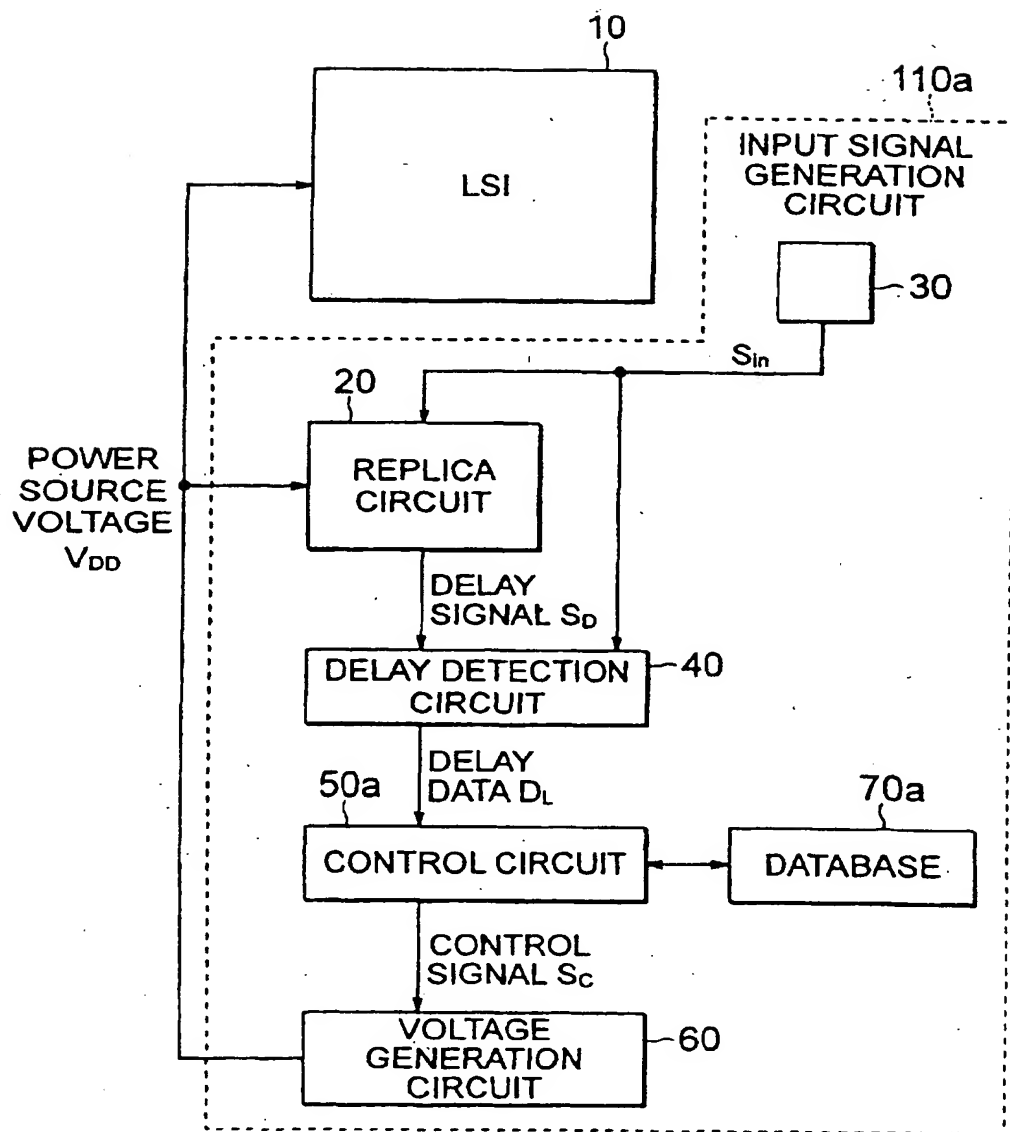 10
110a
INPUT SIGNAL
GENERATION
CIRCUIT
LSI
30
Sin
20
REPLICA
CIRCUIT
POWER
SOURCE
VOLTAGE
VDD
DELAY
SIGNAL SD
DELAY DETECTION
CIRCUIT
40
DELAY
DATA DL
50a
70a
CONTROL CIRCUIT
DATABASE
CONTROL
SIGNAL SC
VOLTAGE
GENERATION
CIRCUIT
60